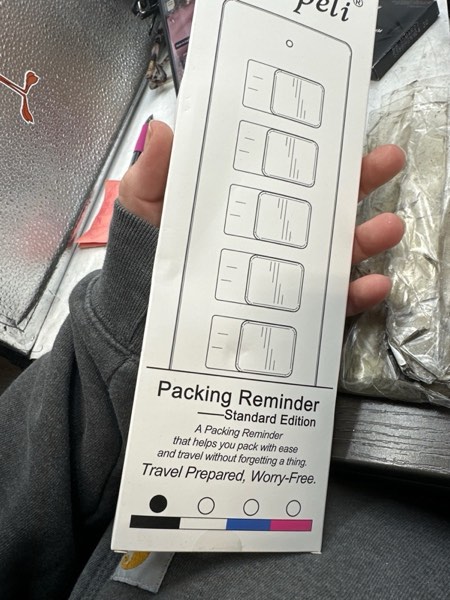 peli®
Packing Reminder
—Standard Edition
A Packing Reminder
that helps you pack with ease
and travel without forgetting a thing.
Travel Prepared, Worry-Free.